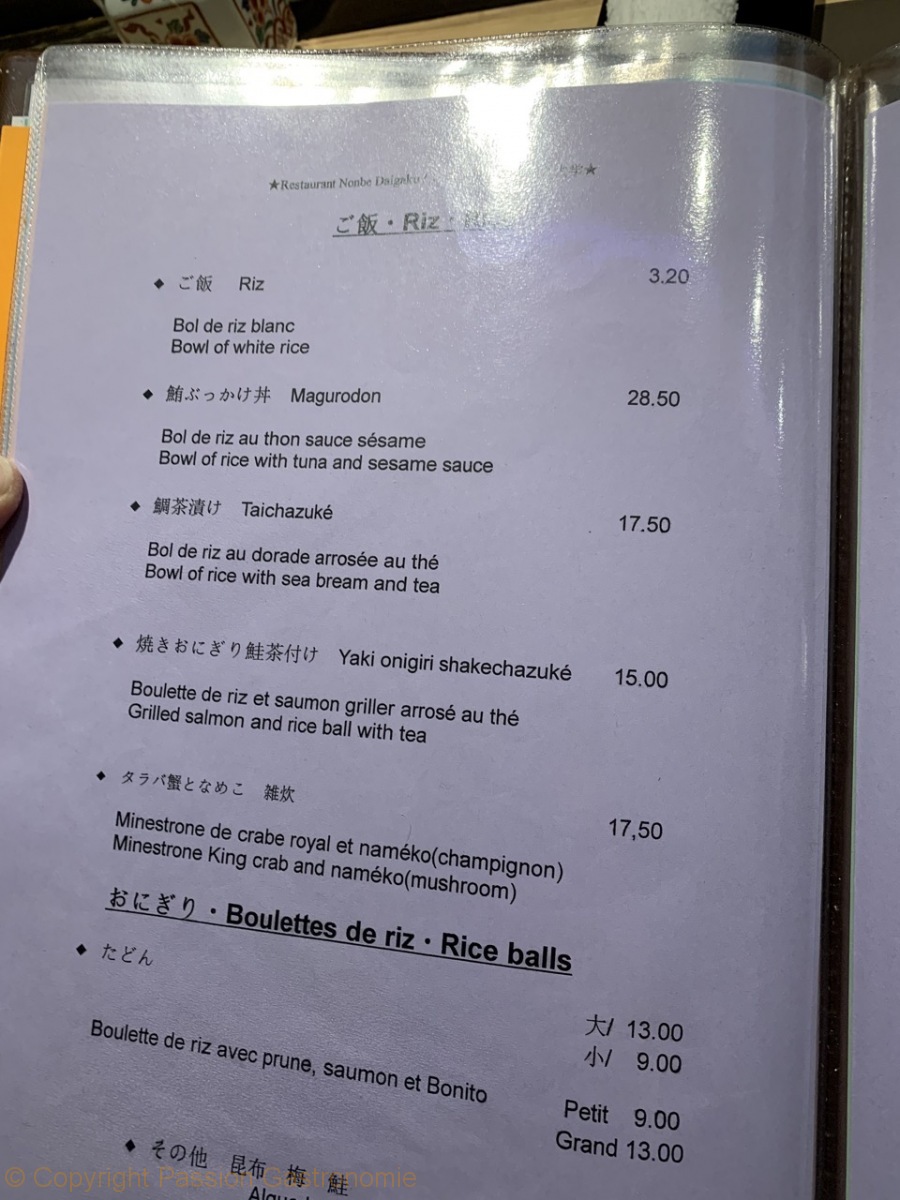 ★Restaurant Nonbe Daigaku
ご飯・Riz・
◆ ご飯 Riz 3.20
Bol de riz blanc
Bowl of white rice
◆ 鮪ぶっかけ丼 Magurodon 28.50
Bol de riz au thon sauce sésame
Bowl of rice with tuna and sesame sauce
◆ 鯛茶漬け Taichazuké 17.50
Bol de riz au dorade arrosée au thé
Bowl of rice with sea bream and tea
◆ 焼きおにぎり鮭茶付け Yaki onigiri shakechazuké 15.00
Boulette de riz et saumon griller arrosé au thé
Grilled salmon and rice ball with tea
◆ タラバ蟹となめこ 雑炊 17,50
Minestrone de crabe royal et naméko(champignon)
Minestrone King crab and naméko(mushroom)
おにぎり・Boulettes de riz・Rice balls
◆ たどん
大/ 13.00
小/ 9.00
Boulette de riz avec prune, saumon et Bonito
Petit 9.00
Grand 13.00
◆ その他 昆布 梅 鮭
© Copyright Passion Gastronomie